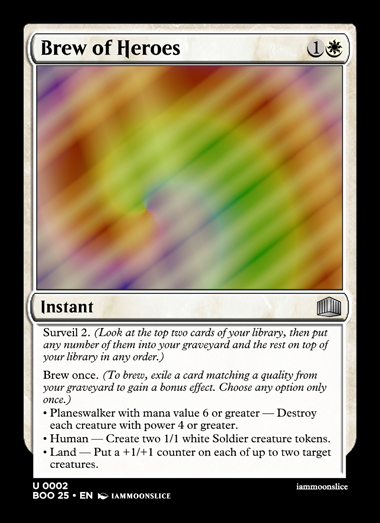 Brew of Heroes 1
Instant
Surveil 2. (Look at the top two cards of your library, then put
any number of them into your graveyard and the rest on top of
your library in any order.)
Brew once. (To brew, exile a card matching a quality from
your graveyard to gain a bonus effect. Choose any option only
once.)
• Planeswalker with mana value 6 or greater — Destroy
each creature with power 4 or greater.
• Human — Create two 1/1 white Soldier creature tokens.
• Land — Put a +1/+1 counter on each of up to two target
creatures.
U 0002
BOO 25 • EN IAMMOONSLICE
iammoonslice